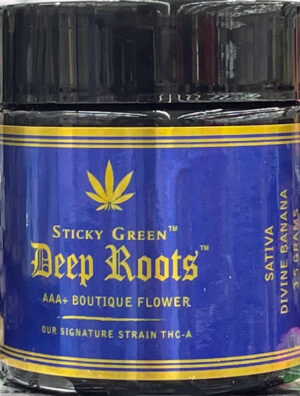 STICKY GREEN™
Deep Roots™
AAA+ BOUTIQUE FLOWER
OUR SIGNATURE STRAIN THC-A
SATIVA
DIVINE BANANA
3.5 GRAMS